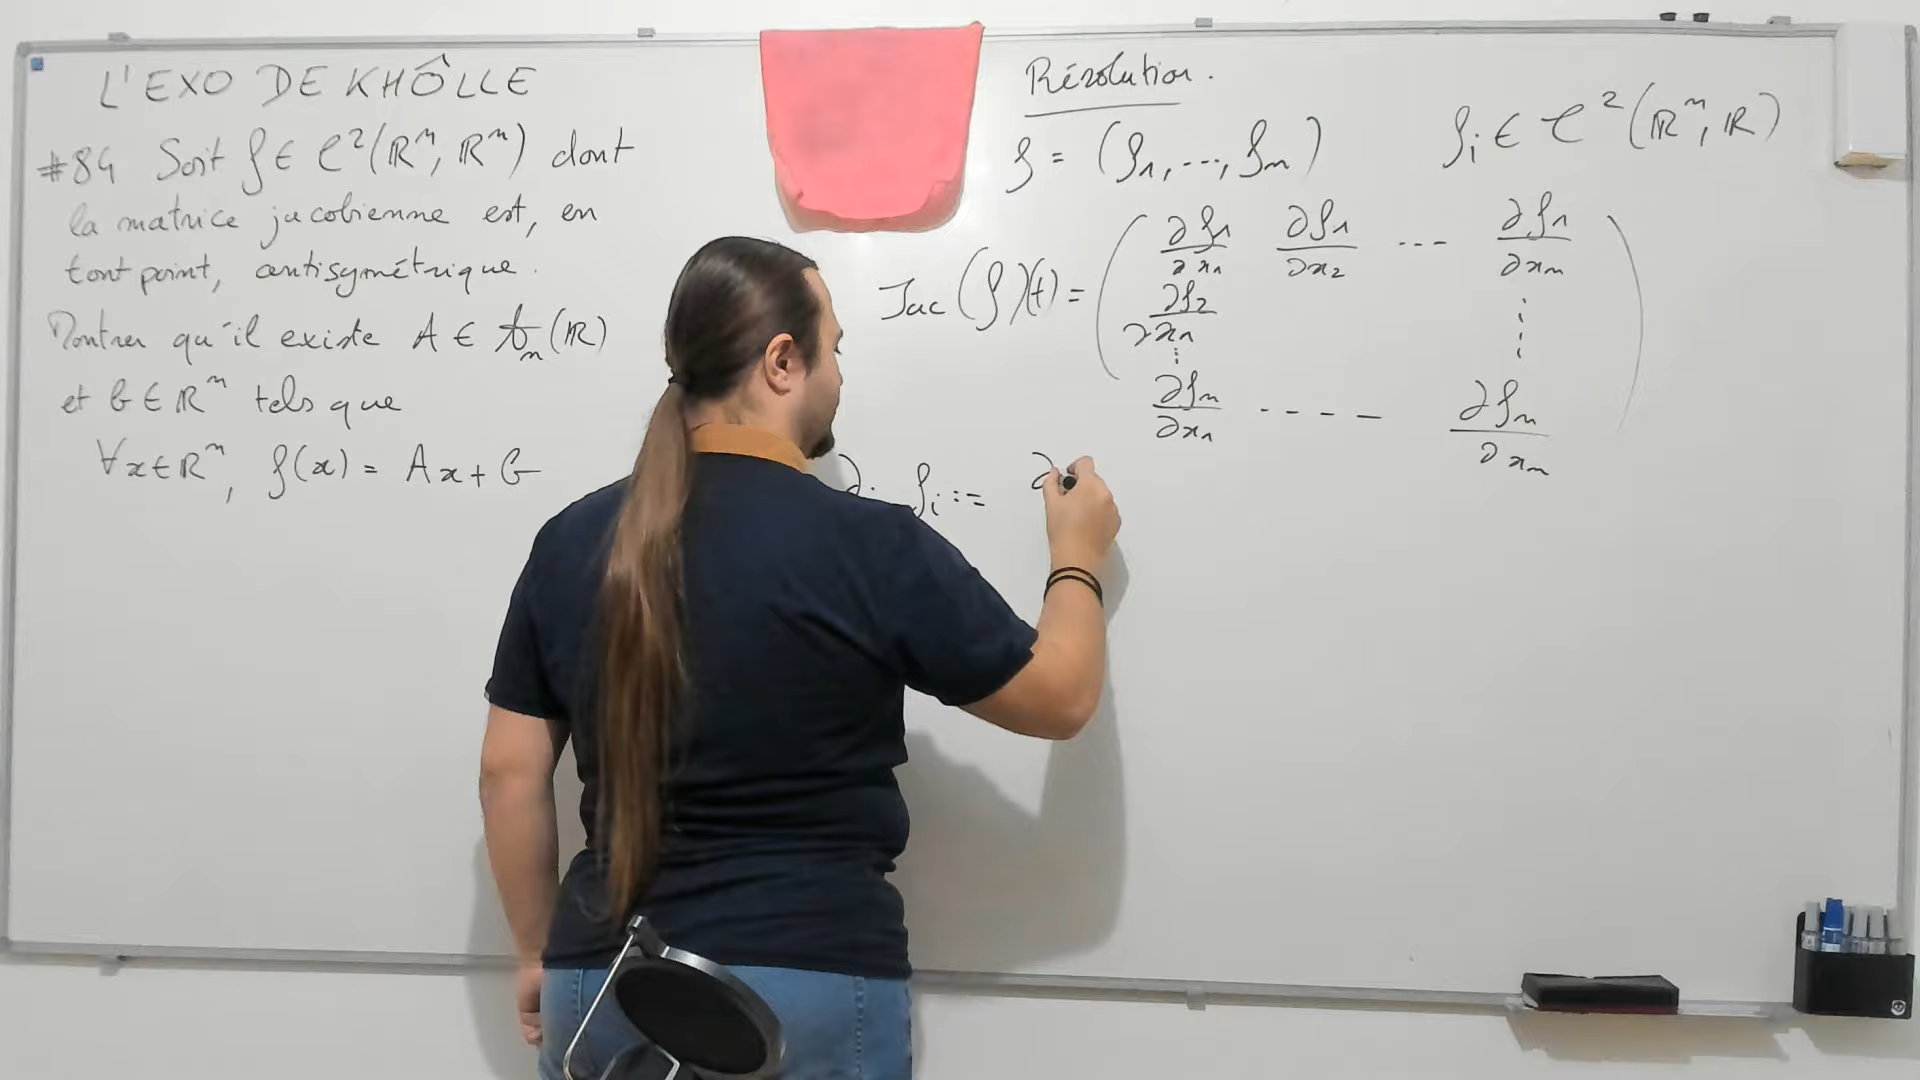 L'EXO DE KHÔLLE
#84 Soit f ∈ C²(ℝⁿ, ℝⁿ) dont
la matrice jacobienne est, en
tout point, antisymétrique.
Montrer qu'il existe A ∈ 𝒜ₙ(ℝ)
et b ∈ ℝⁿ tels que
∀x∈ℝⁿ, f(x) = Ax + b
Résolution.
f = (f₁, ..., fₙ) fᵢ ∈ C²(ℝⁿ, ℝ)
Jac(f)(t) = ( ∂f₁/∂x₁ ∂f₁/∂x₂ --- ∂f₁/∂xₙ
∂f₂/∂x₁ ⋮
⋮
∂fₙ/∂x₁ ---- ∂fₙ/∂xₙ )
fᵢ := ∂